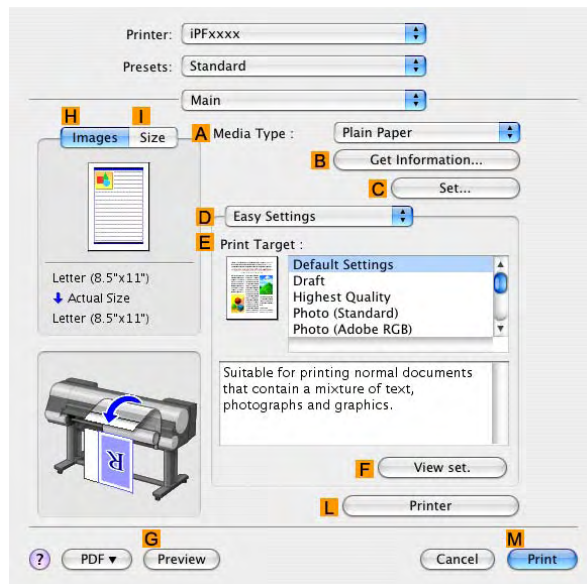 Printer: iPFxxxx
Presets: Standard
Main
H I
Images Size
A Media Type : Plain Paper
B Get Information...
C Set...
D Easy Settings
E Print Target :
Default Settings
Draft
Highest Quality
Photo (Standard)
Photo (Adobe RGB)
Letter (8.5"x11")
Actual Size
Letter (8.5"x11")
Suitable for printing normal documents
that contain a mixture of text,
photographs and graphics.
R
F View set.
L Printer
G M
? PDF Preview Cancel Print